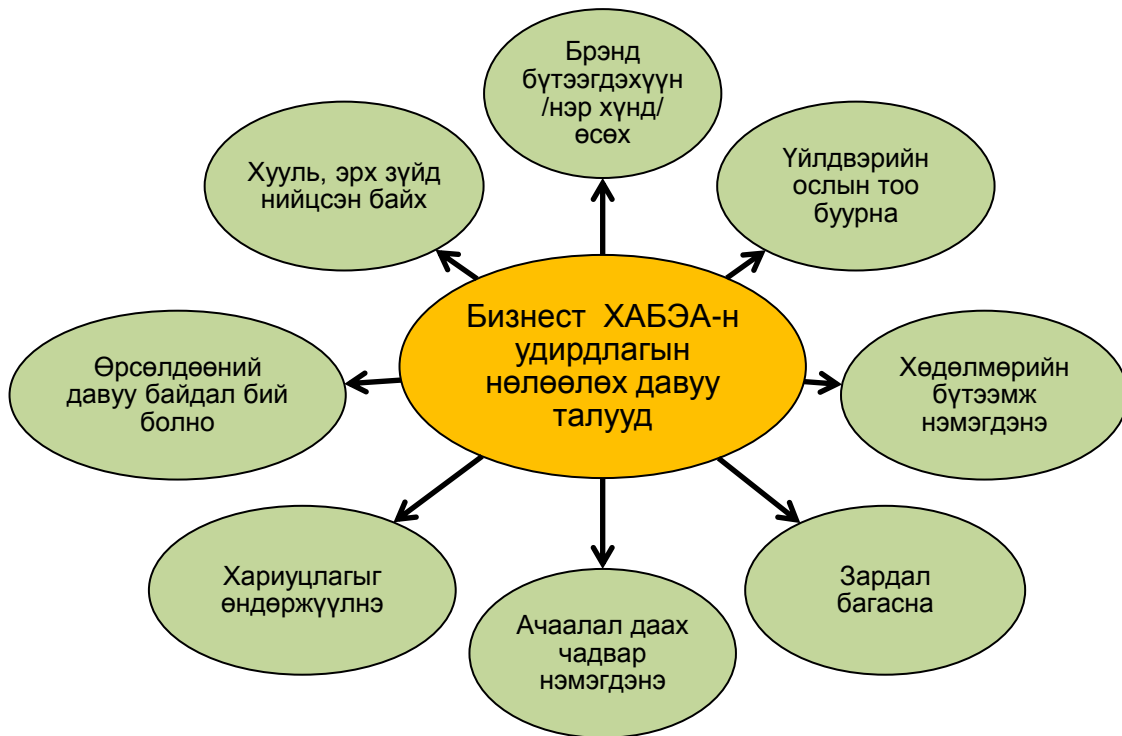 Брэнд
бүтээгдэхүүн
/нэр хүнд/
өсөх
Хууль, эрх зүйд
нийцсэн байх
Үйлдвэрийн
ослын тоо
буурна
Бизнест ХАБЭА-н
удирдлагын
нөлөөлөх давуу
талууд
Өрсөлдөөний
давуу байдал бий
болно
Хөдөлмөрийн
бүтээмж
нэмэгдэнэ
Хариуцлагыг
өндөржүүлнэ
Ачаалал даах
чадвар
нэмэгдэнэ
Зардал
багасна